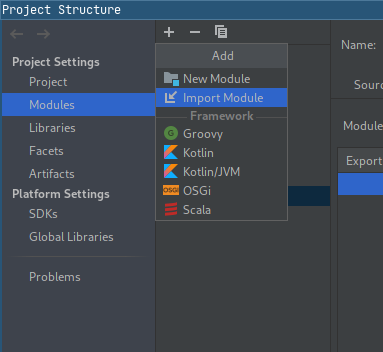 Project Structure
Project Settings
Project
Modules
Libraries
Facets
Artifacts
Platform Settings
SDKs
Global Libraries
Problems
Add
New Module
Import Module
Framework
G Groovy
Kotlin
Kotlin/JVM
OSGi OSGi
Scala
Name:
Sourc
Module
Export